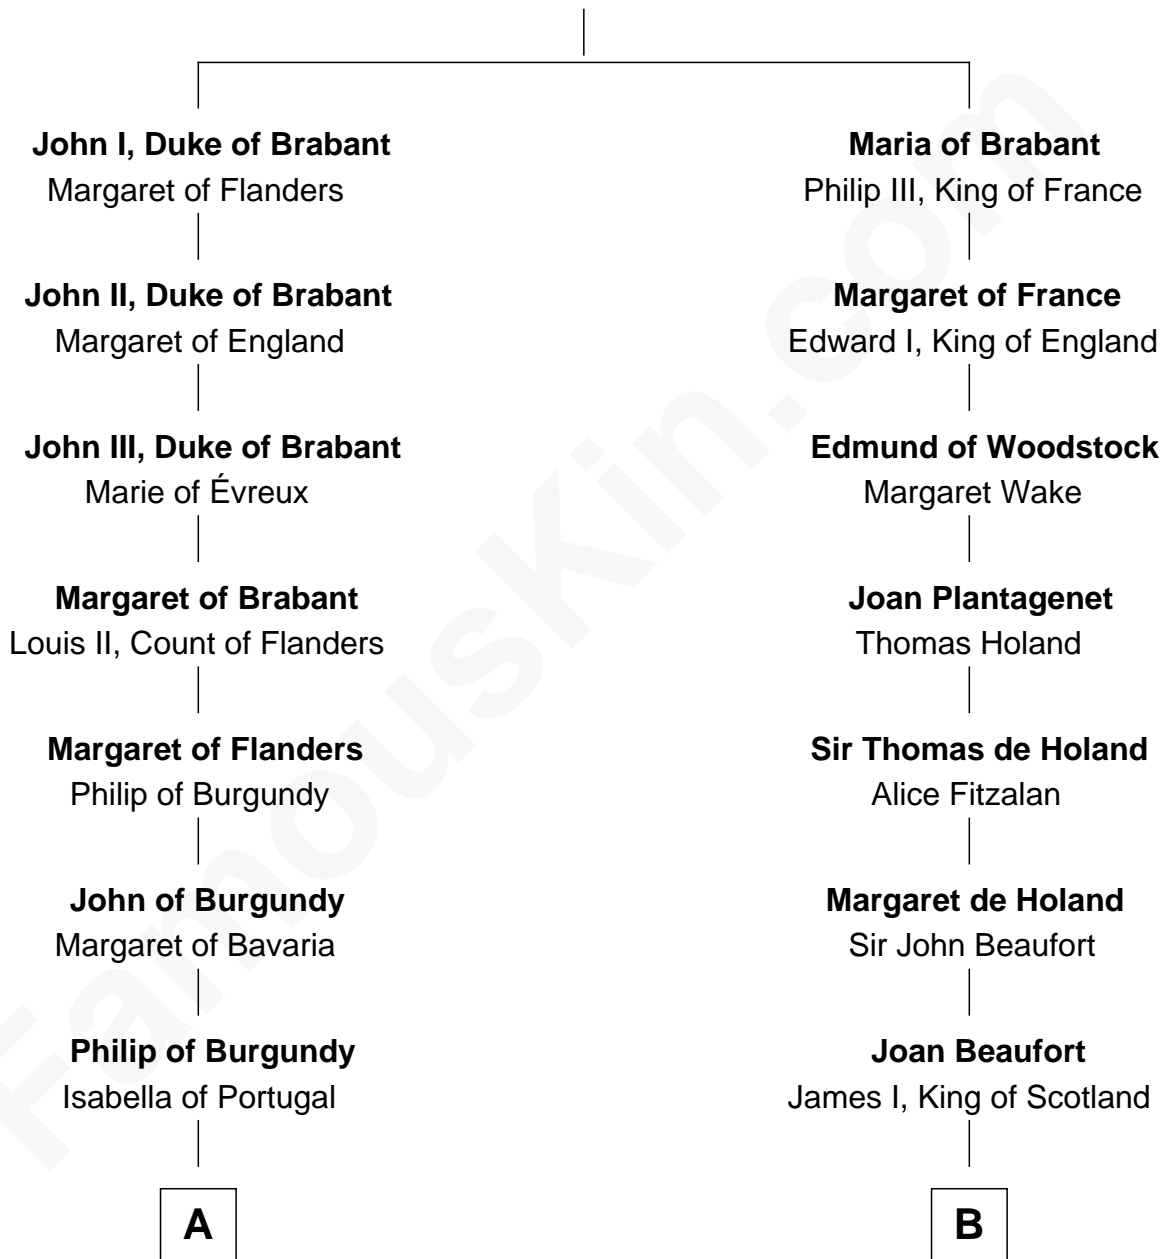 John I, Duke of Brabant
Margaret of Flanders
John II, Duke of Brabant
Margaret of England
John III, Duke of Brabant
Marie of Évreux
Margaret of Brabant
Louis II, Count of Flanders
Margaret of Flanders
Philip of Burgundy
John of Burgundy
Margaret of Bavaria
Philip of Burgundy
Isabella of Portugal
A
Maria of Brabant
Philip III, King of France
Margaret of France
Edward I, King of England
Edmund of Woodstock
Margaret Wake
Joan Plantagenet
Thomas Holand
Sir Thomas de Holand
Alice Fitzalan
Margaret de Holand
Sir John Beaufort
Joan Beaufort
James I, King of Scotland
B
FamousKin.com